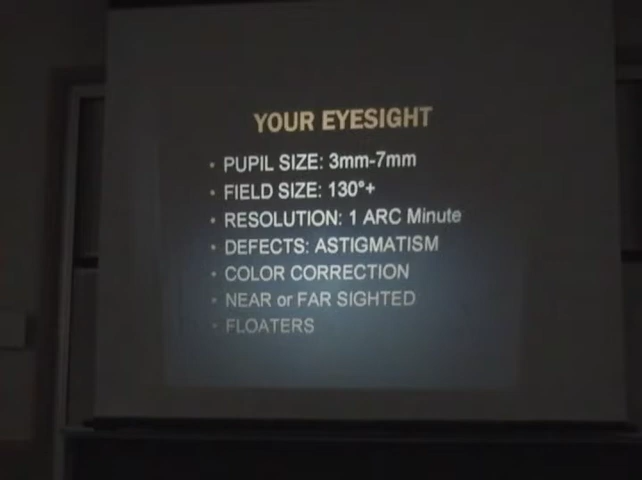 YOUR EYESIGHT
• PUPIL SIZE: 3mm-7mm
• FIELD SIZE: 130°+
• RESOLUTION: 1 ARC Minute
• DEFECTS: ASTIGMATISM
• COLOR CORRECTION
• NEAR or FAR SIGHTED
• FLOATERS